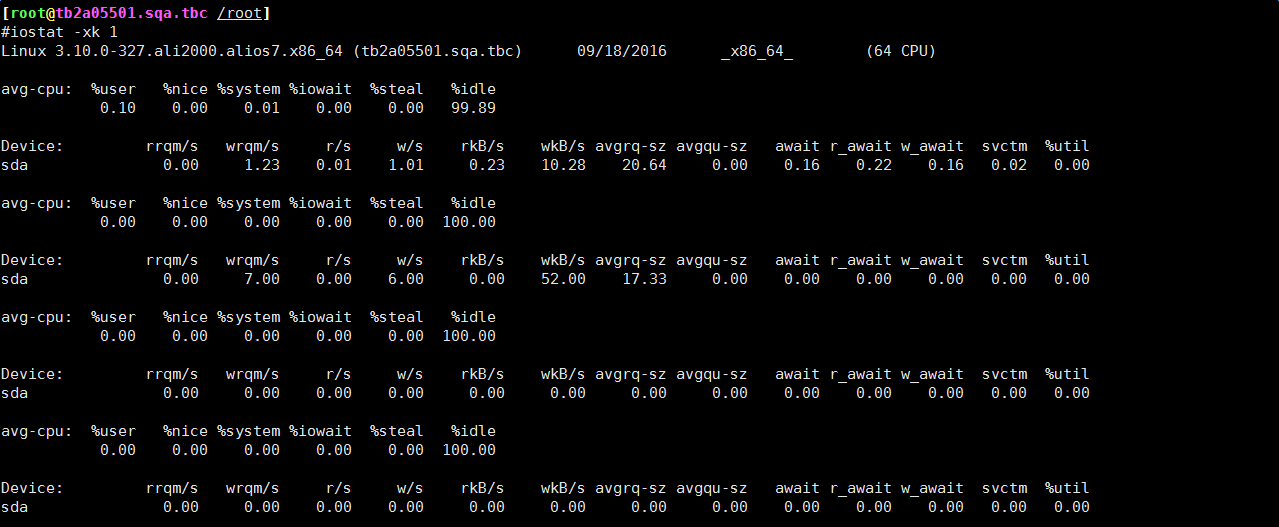 [root@tb2a05501.sqa.tbc /root]
#iostat -xk 1
Linux 3.10.0-327.ali2000.alios7.x86_64 (tb2a05501.sqa.tbc)      09/18/2016      _x86_64_        (64 CPU)
avg-cpu:  %user   %nice %system %iowait  %steal   %idle
           0.10    0.00    0.01    0.00    0.00   99.89
Device:         rrqm/s   wrqm/s     r/s     w/s    rkB/s    wkB/s avgrq-sz avgqu-sz   await r_await w_await  svctm  %util
sda               0.00     1.23    0.01    1.01     0.23    10.28    20.64     0.00    0.16    0.22    0.16   0.02   0.00
avg-cpu:  %user   %nice %system %iowait  %steal   %idle
           0.00    0.00    0.00    0.00    0.00  100.00
Device:         rrqm/s   wrqm/s     r/s     w/s    rkB/s    wkB/s avgrq-sz avgqu-sz   await r_await w_await  svctm  %util
sda               0.00     7.00    0.00    6.00     0.00    52.00    17.33     0.00    0.00    0.00    0.00   0.00   0.00
avg-cpu:  %user   %nice %system %iowait  %steal   %idle
           0.00    0.00    0.00    0.00    0.00  100.00
Device:         rrqm/s   wrqm/s     r/s     w/s    rkB/s    wkB/s avgrq-sz avgqu-sz   await r_await w_await  svctm  %util
sda               0.00     0.00    0.00    0.00     0.00     0.00     0.00     0.00    0.00    0.00    0.00   0.00   0.00
avg-cpu:  %user   %nice %system %iowait  %steal   %idle
           0.00    0.00    0.00    0.00    0.00  100.00
Device:         rrqm/s   wrqm/s     r/s     w/s    rkB/s    wkB/s avgrq-sz avgqu-sz   await r_await w_await  svctm  %util
sda               0.00     0.00    0.00    0.00     0.00     0.00     0.00     0.00    0.00    0.00    0.00   0.00   0.00